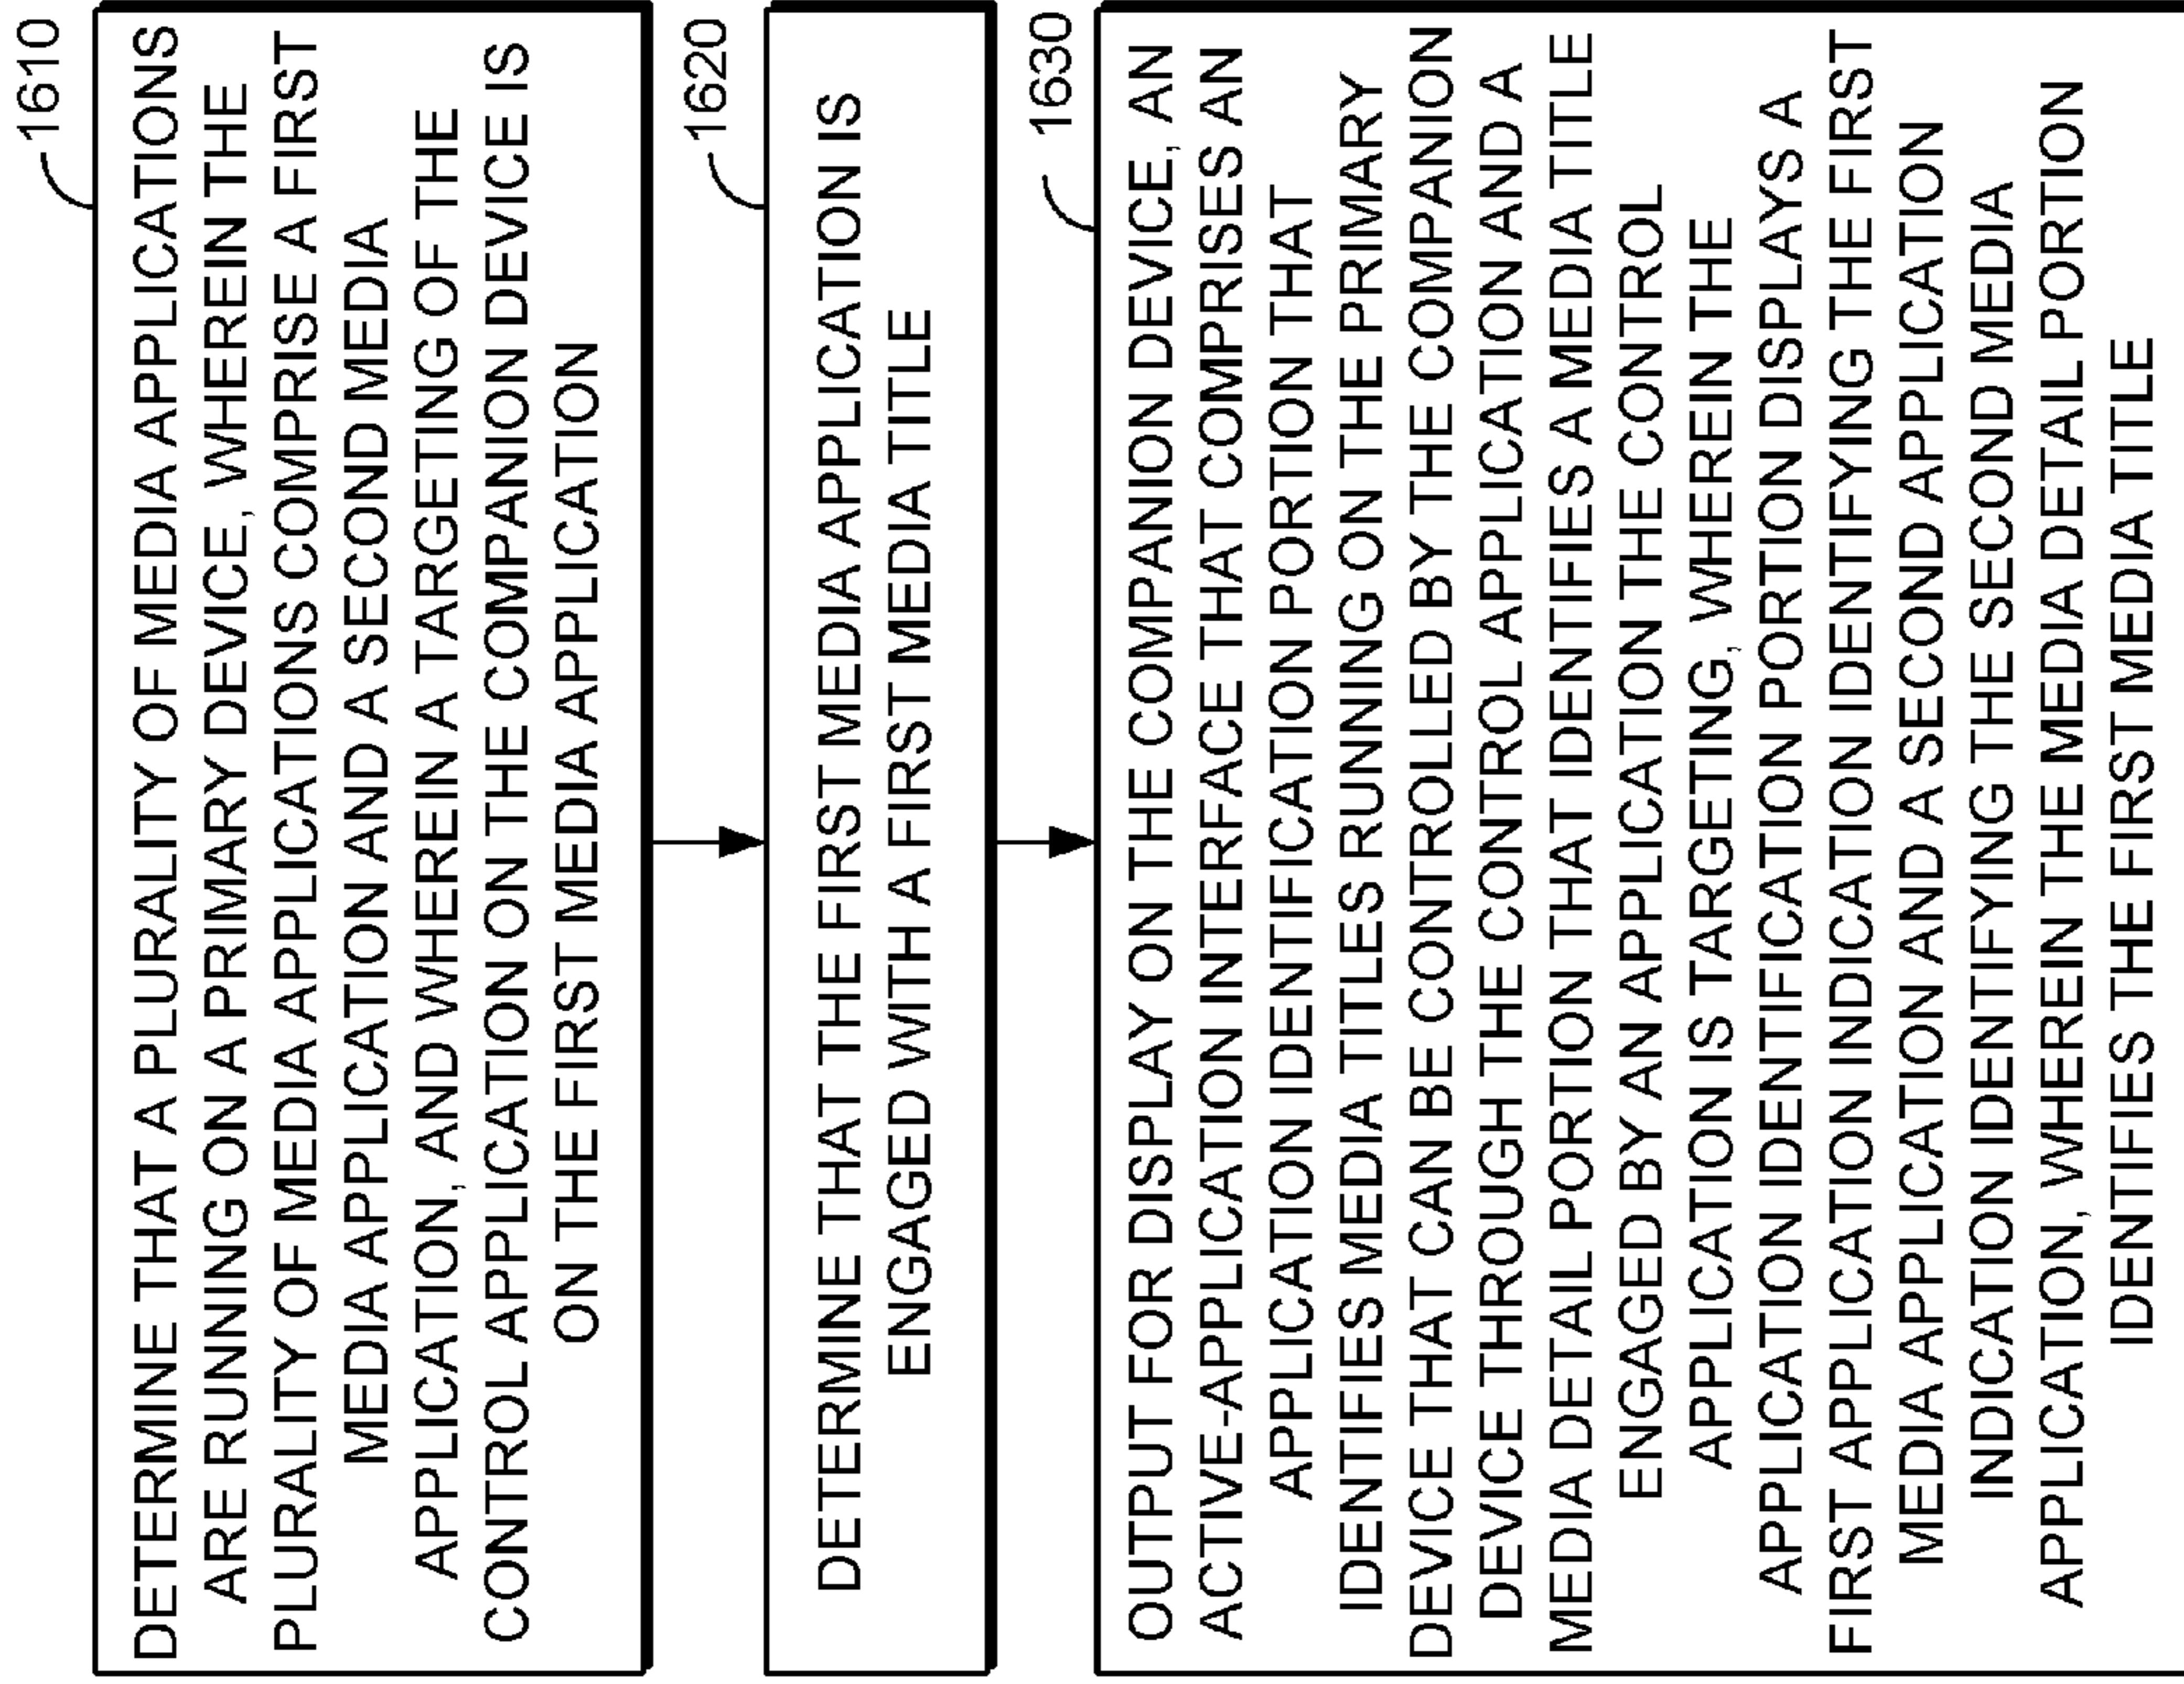 1610
DETERMINE THAT A PLURALITY OF MEDIA APPLICATIONS
ARE RUNNING ON A PRIMARY DEVICE, WHEREIN THE
PLURALITY OF MEDIA APPLICATIONS COMPRISE A FIRST
MEDIA APPLICATION AND A SECOND MEDIA
APPLICATION, AND WHEREIN A TARGETING OF THE
CONTROL APPLICATION ON THE COMPANION DEVICE IS
ON THE FIRST MEDIA APPLICATION
1620
DETERMINE THAT THE FIRST MEDIA APPLICATION IS
ENGAGED WITH A FIRST MEDIA TITLE
1630
OUTPUT FOR DISPLAY ON THE COMPANION DEVICE, AN
ACTIVE-APPLICATION INTERFACE THAT COMPRISES AN
APPLICATION IDENTIFICATION PORTION THAT
IDENTIFIES MEDIA TITLES RUNNING ON THE PRIMARY
DEVICE THAT CAN BE CONTROLLED BY THE COMPANION
DEVICE THROUGH THE CONTROL APPLICATION AND A
MEDIA DETAIL PORTION THAT IDENTIFIES A MEDIA TITLE
ENGAGED BY AN APPLICATION THE CONTROL
APPLICATION IS TARGETING, WHEREIN THE
APPLICATION IDENTIFICATION PORTION DISPLAYS A
FIRST APPLICATION INDICATION IDENTIFYING THE FIRST
MEDIA APPLICATION AND A SECOND APPLICATION
INDICATION IDENTIFYING THE SECOND MEDIA
APPLICATION, WHEREIN THE MEDIA DETAIL PORTION
IDENTIFIES THE FIRST MEDIA TITLE